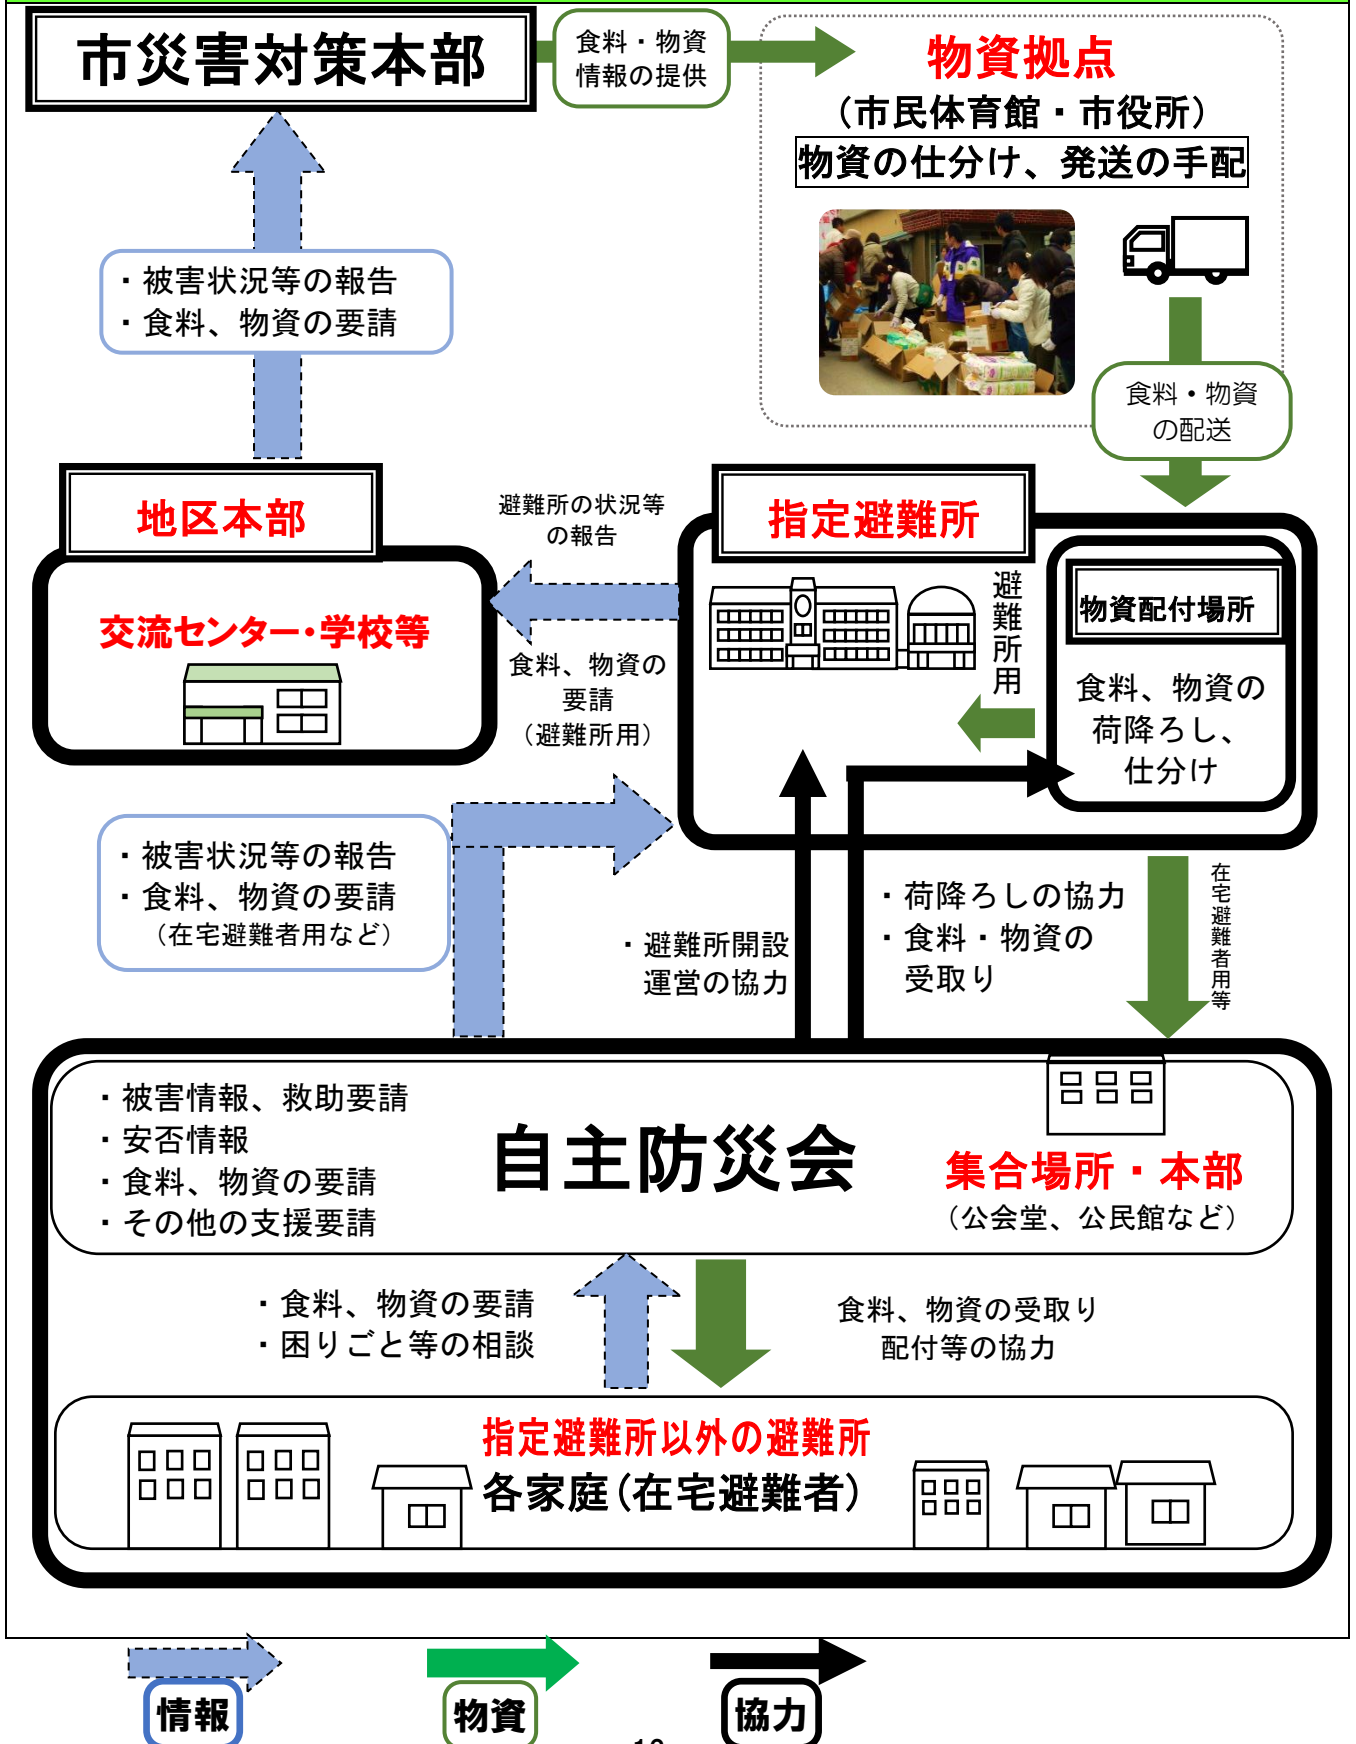 市災害対策本部
食料・物資
情報の提供
物資拠点
（市民体育館・市役所）
物資の仕分け、発送の手配
・被害状況等の報告
・食料、物資の要請
食料・物資
の配送
地区本部
交流センター・学校等
避難所の状況等
の報告
食料、物資の
要請
（避難所用）
指定避難所
避難所用
物資配付場所
食料、物資の
荷降ろし、
仕分け
・被害状況等の報告
・食料、物資の要請
（在宅避難者用など）
・避難所開設
運営の協力
・荷降ろしの協力
・食料・物資の
受取り
在宅避難者用等
・被害情報、救助要請
・安否情報
・食料、物資の要請
・その他の支援要請
自主防災会
集合場所・本部
（公会堂、公民館など）
・食料、物資の要請
・困りごと等の相談
食料、物資の受取り
配付等の協力
指定避難所以外の避難所
各家庭（在宅避難者）
情報
物資
協力